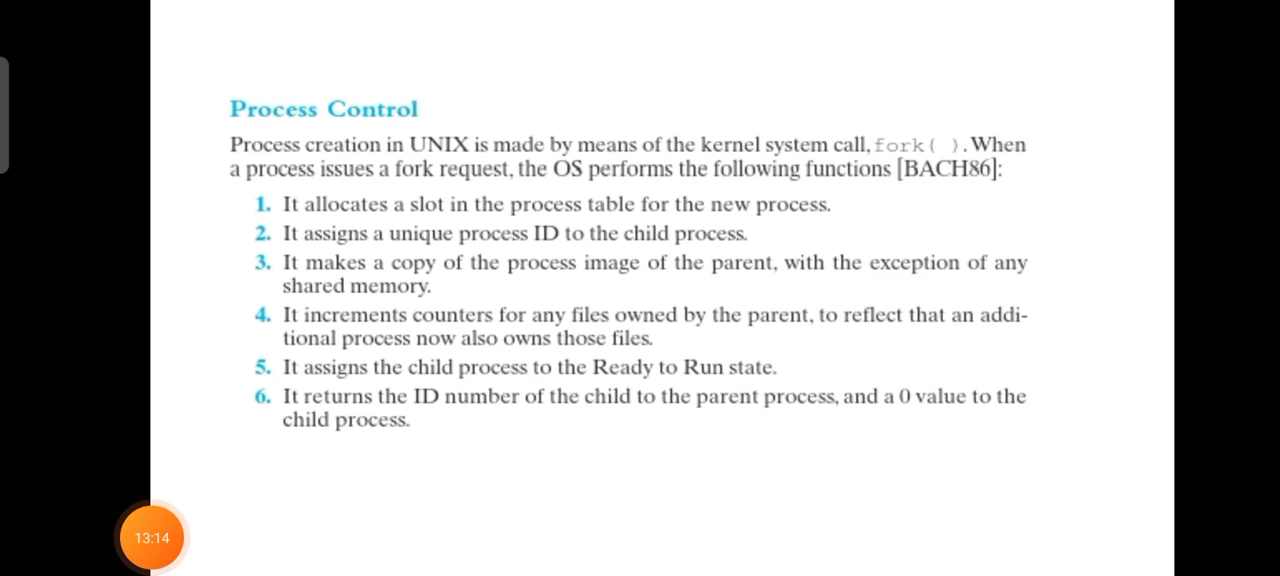 Process Control
Process creation in UNIX is made by means of the kernel system call, fork( ). When
a process issues a fork request, the OS performs the following functions [BACH86]:
1. It allocates a slot in the process table for the new process.
2. It assigns a unique process ID to the child process.
3. It makes a copy of the process image of the parent, with the exception of any
shared memory.
4. It increments counters for any files owned by the parent, to reflect that an addi-
tional process now also owns those files.
5. It assigns the child process to the Ready to Run state.
6. It returns the ID number of the child to the parent process, and a 0 value to the
child process.
13:14